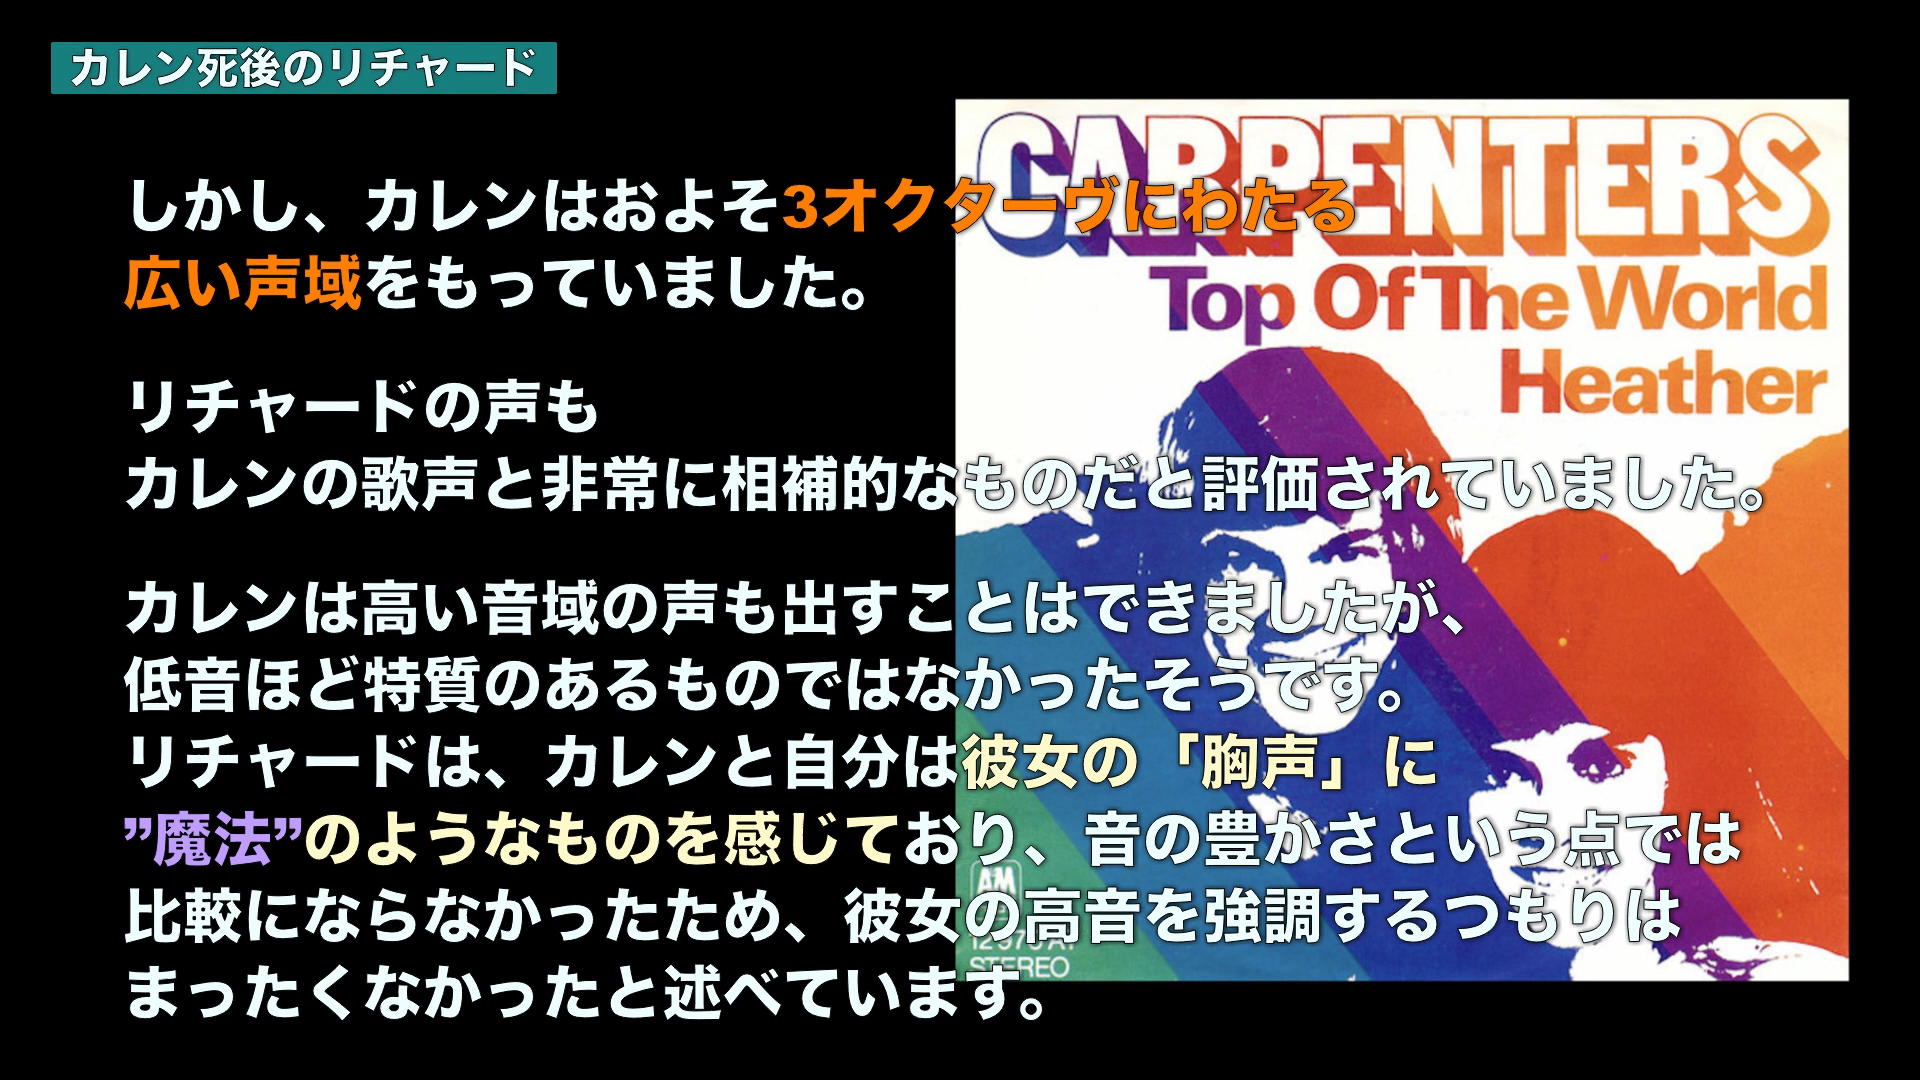 カレン死後のリチャード
しかし、カレンはおよそ3オクターヴにわたる
広い声域をもっていました。
リチャードの声も
カレンの歌声と非常に相補的なものだと評価されていました。
カレンは高い音域の声も出すことはできましたが、
低音ほど特質のあるものではなかったそうです。
リチャードは、カレンと自分は彼女の「胸声」に
”魔法”のようなものを感じており、音の豊かさという点では
比較にならなかったため、彼女の高音を強調するつもりは
まったくなかったと述べています。
CARPENTERS
Top Of The World
Heather
AM
STEREO